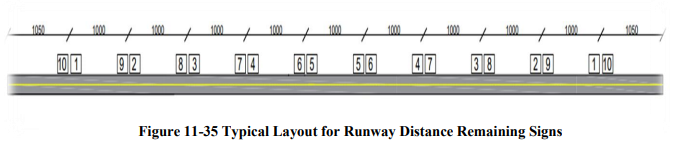 1050 1000 1000 1000 1000 1000 1000 1000 1000 1000 1050
10 1 9 2 8 3 7 4 6 5 5 6 4 7 3 8 2 9 1 10
Figure 11-35 Typical Layout for Runway Distance Remaining Signs